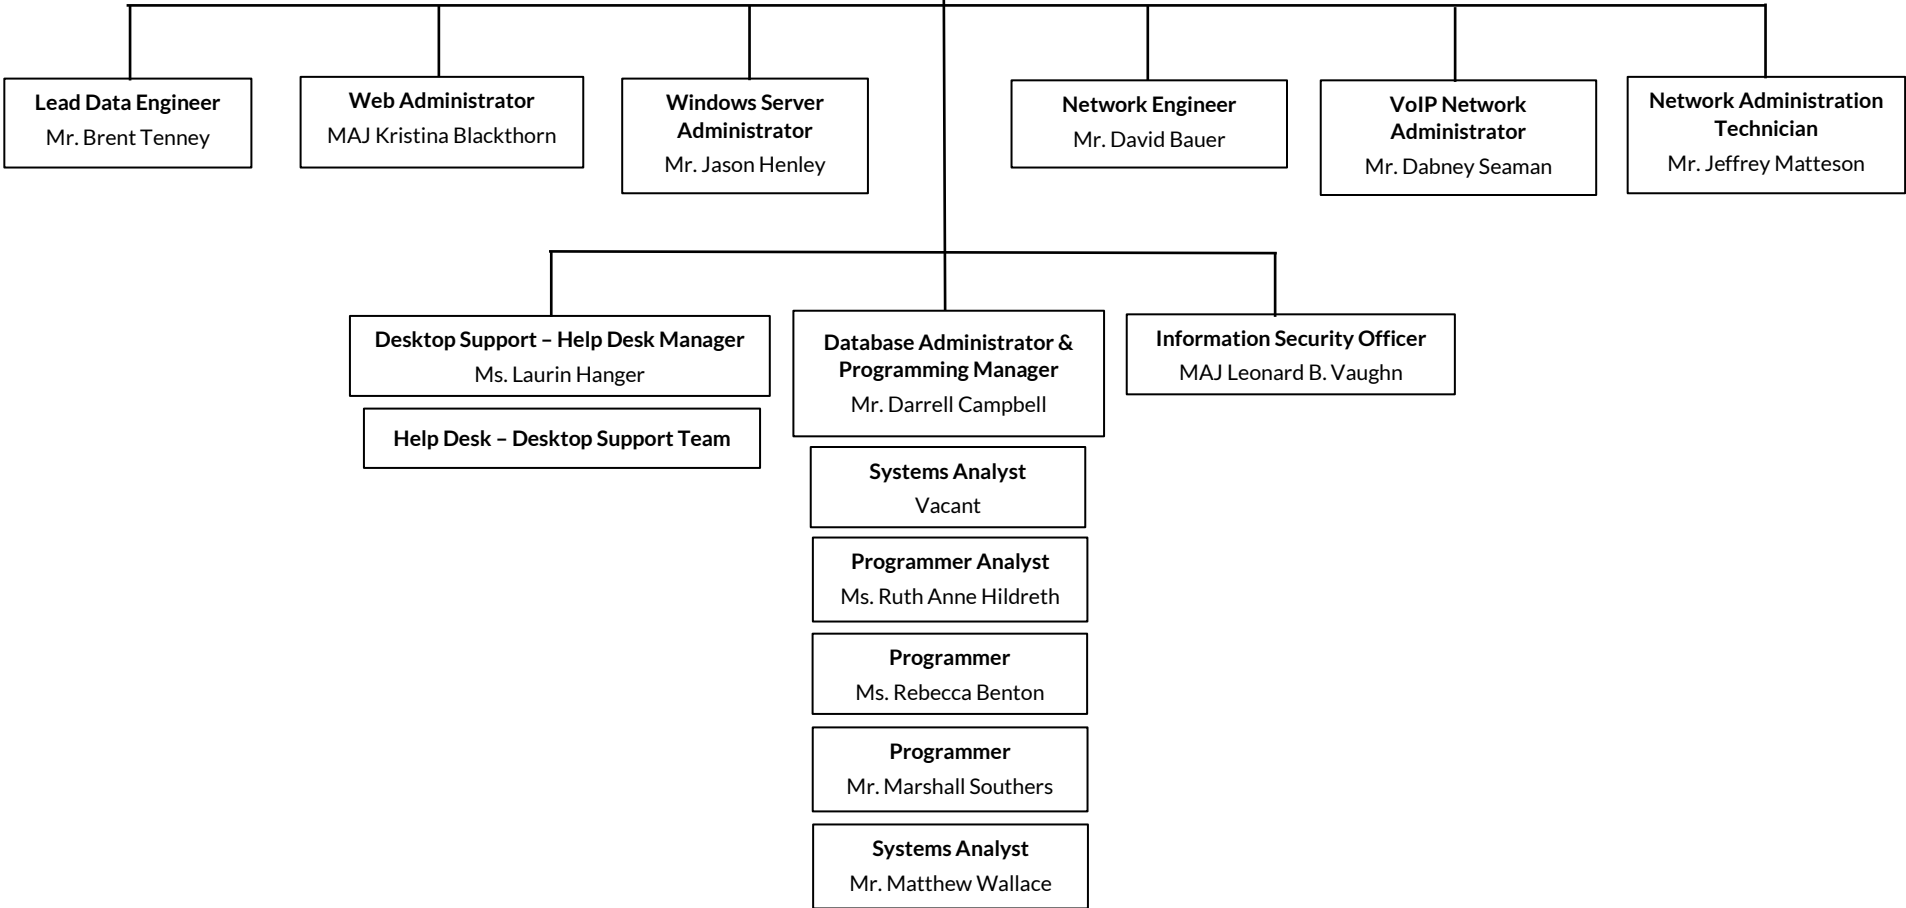 Lead Data Engineer
Mr. Brent Tenney
Web Administrator
MAJ Kristina Blackthorn
Windows Server
Administrator
Mr. Jason Henley
Network Engineer
Mr. David Bauer
VoIP Network
Administrator
Mr. Dabney Seaman
Network Administration
Technician
Mr. Jeffrey Matteson
Desktop Support – Help Desk Manager
Ms. Laurin Hanger
Help Desk – Desktop Support Team
Database Administrator &
Programming Manager
Mr. Darrell Campbell
Systems Analyst
Vacant
Programmer Analyst
Ms. Ruth Anne Hildreth
Programmer
Ms. Rebecca Benton
Programmer
Mr. Marshall Southers
Systems Analyst
Mr. Matthew Wallace
Information Security Officer
MAJ Leonard B. Vaughn